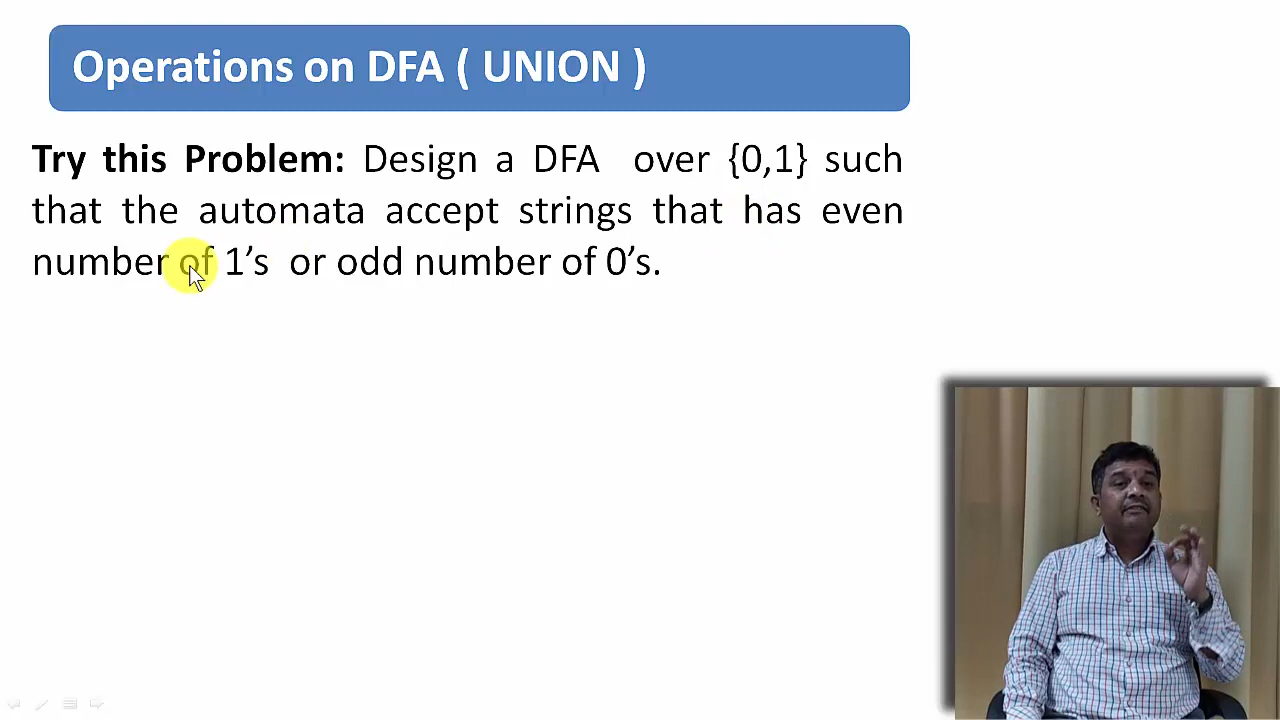 Operations on DFA ( UNION )
Try this Problem: Design a DFA over {0,1} such
that the automata accept strings that has even
number of 1’s or odd number of 0’s.